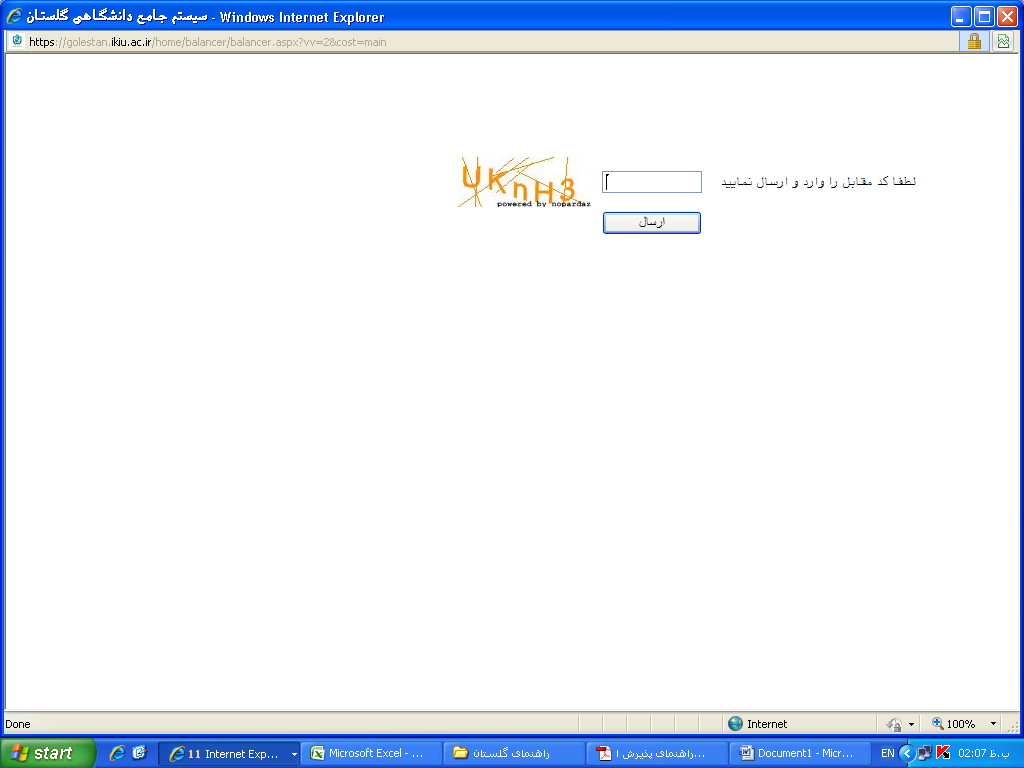 سیستم جامع دانشگاهی گلستان - Windows Internet Explorer
https://golestan.ikiu.ac.ir/home/balancer/balancer.aspx?vv=2&cost=main
لطفا کد مقابل را وارد و ارسال نمایید
powered by nopardaz
ارسال
Done
Internet
100%
start
11 Internet Exp...
Microsoft Excel - ...
راهنمای گلستان
راهنمای پذیرش ا...
Document1 - Micr...
EN
02:07 ب.ظ